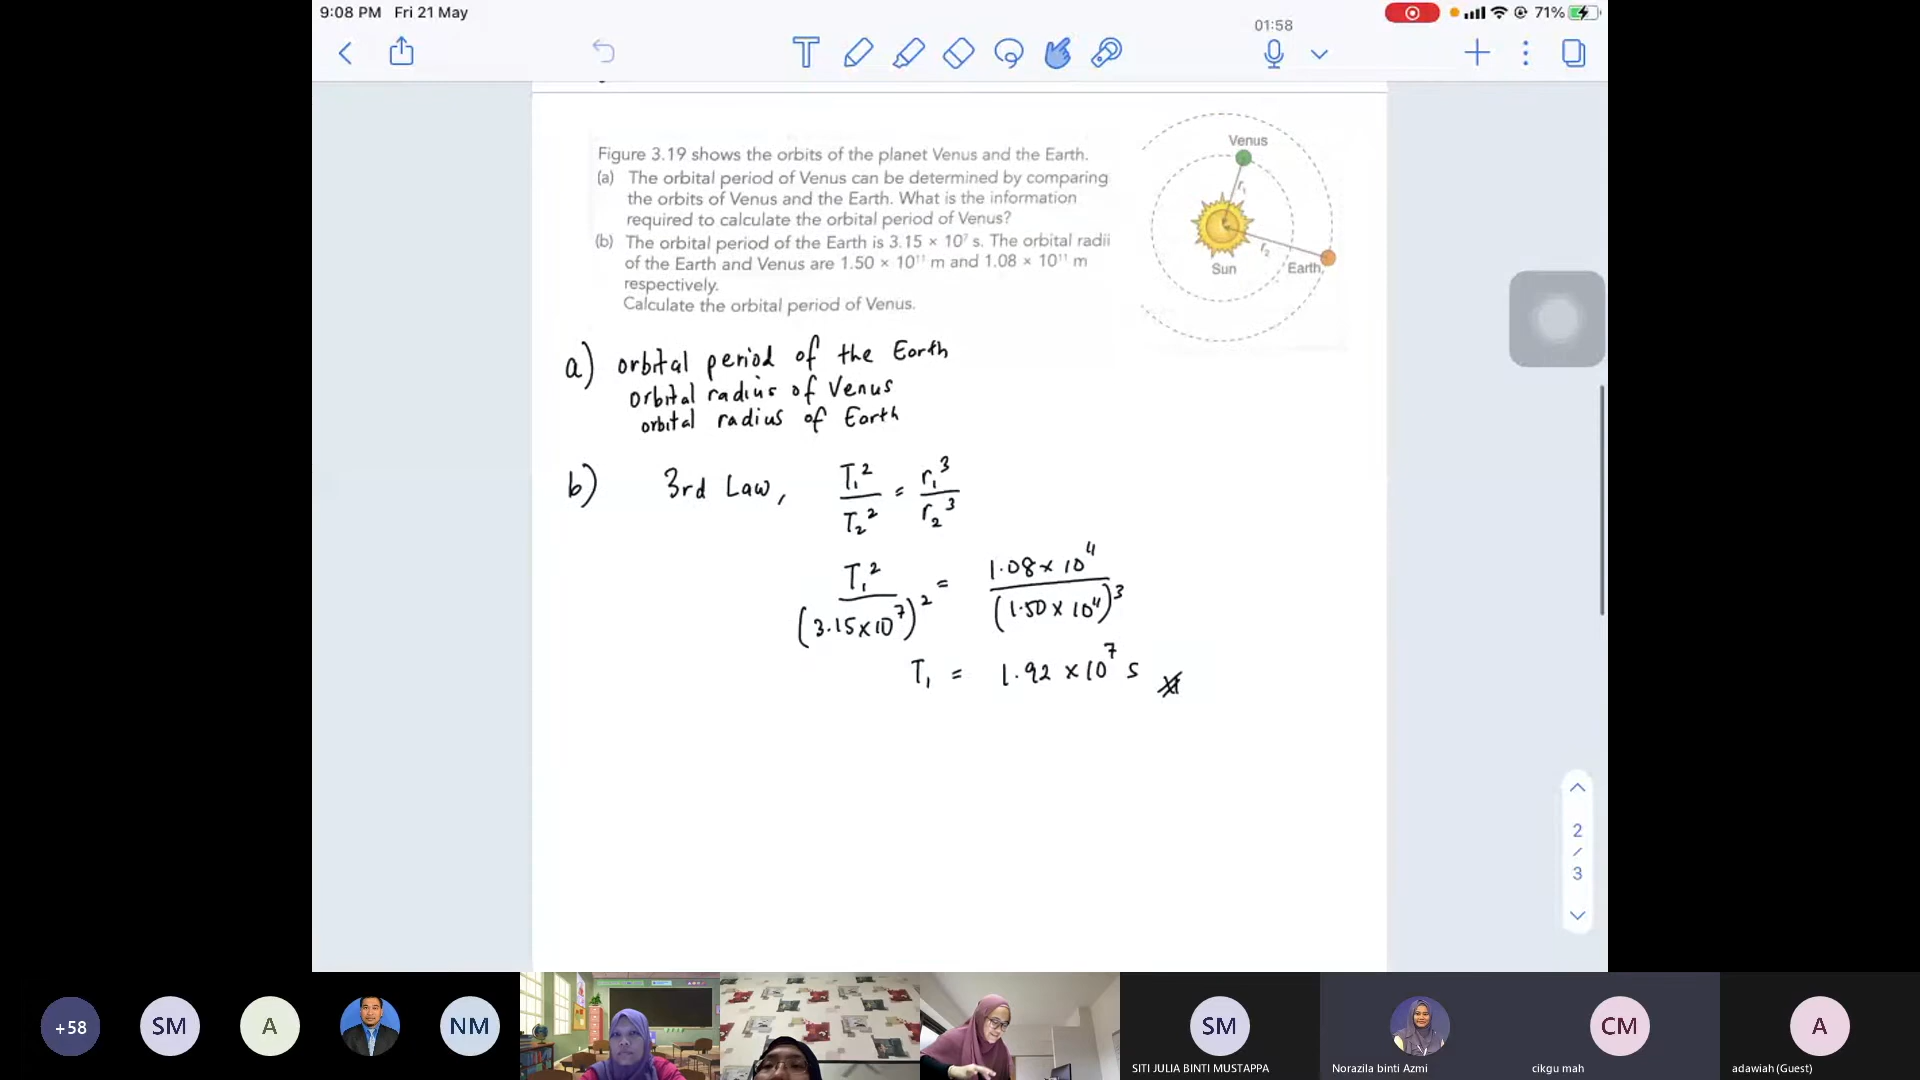 9:08 PM Fri 21 May
71%
01:58
Figure 3.19 shows the orbits of the planet Venus and the Earth.
(a) The orbital period of Venus can be determined by comparing
the orbits of Venus and the Earth. What is the information
required to calculate the orbital period of Venus?
(b) The orbital period of the Earth is 3.15 × 10⁷ s. The orbital radii
of the Earth and Venus are 1.50 × 10¹¹ m and 1.08 × 10¹¹ m
respectively.
Calculate the orbital period of Venus.
Venus
r₁
r₂
Sun
Earth
a) orbital period of the Earth
orbital radius of Venus
orbital radius of Earth
b) 3rd Law, T₁²/T₂² = r₁³/r₂³
T₁²/(3.15×10⁷)² = 1.08×10¹¹/(1.50×10¹¹)³
T₁ = 1.92 ×10⁷ s
2
/
3
+58
SM
A
NM
SM
CM
A
SITI JULIA BINTI MUSTAPPA
Norazila binti Azmi
cikgu mah
adawiah (Guest)